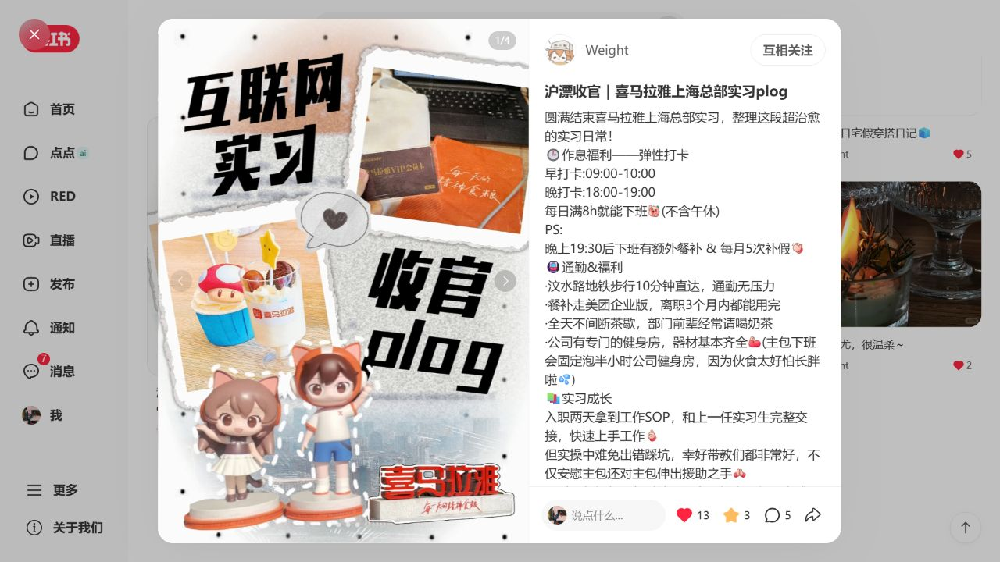 书
首页
点点 ai
RED
直播
发布
通知
7
消息
我
更多
关于我们
1/4
互联网
实习
喜马拉雅VIP会员卡
每一天的
精神食粮
喜马拉雅
收官
plog
喜马拉雅
每一天的精神食粮
Weight
互相关注
沪漂收官｜喜马拉雅上海总部实习plog
圆满结束喜马拉雅上海总部实习，整理这段超治愈
的实习日常！
作息福利——弹性打卡
早打卡:09:00-10:00
晚打卡:18:00-19:00
每日满8h就能下班(不含午休)
PS:
晚上19:30后下班有额外餐补 & 每月5次补假
通勤&福利
·汶水路地铁步行10分钟直达，通勤无压力
·餐补走美团企业版，离职3个月内都能用完
·全天不间断茶歇，部门前辈经常请喝奶茶
·公司有专门的健身房，器材基本齐全(主包下班
会固定泡半小时公司健身房，因为伙食太好怕长胖
啦)
实习成长
入职两天拿到工作SOP，和上一任实习生完整交
接，快速上手工作
但实操中难免出错踩坑，幸好带教们都非常好，不
仅安慰主包还对主包伸出援助之手
说点什么...
13
3
5
日宅假穿搭日记
nt
5
尤，很温柔～
nt
2